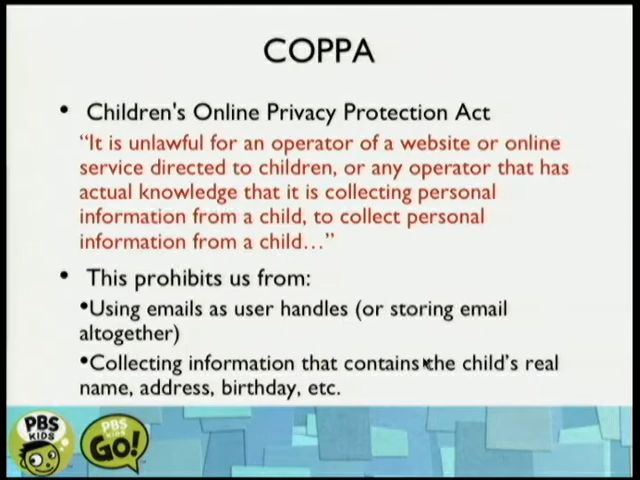 COPPA
• Children's Online Privacy Protection Act
“It is unlawful for an operator of a website or online
service directed to children, or any operator that has
actual knowledge that it is collecting personal
information from a child, to collect personal
information from a child…”
• This prohibits us from:
•Using emails as user handles (or storing email
altogether)
•Collecting information that contains the child’s real
name, address, birthday, etc.
PBS
KIDS
PBS
KIDS
GO!